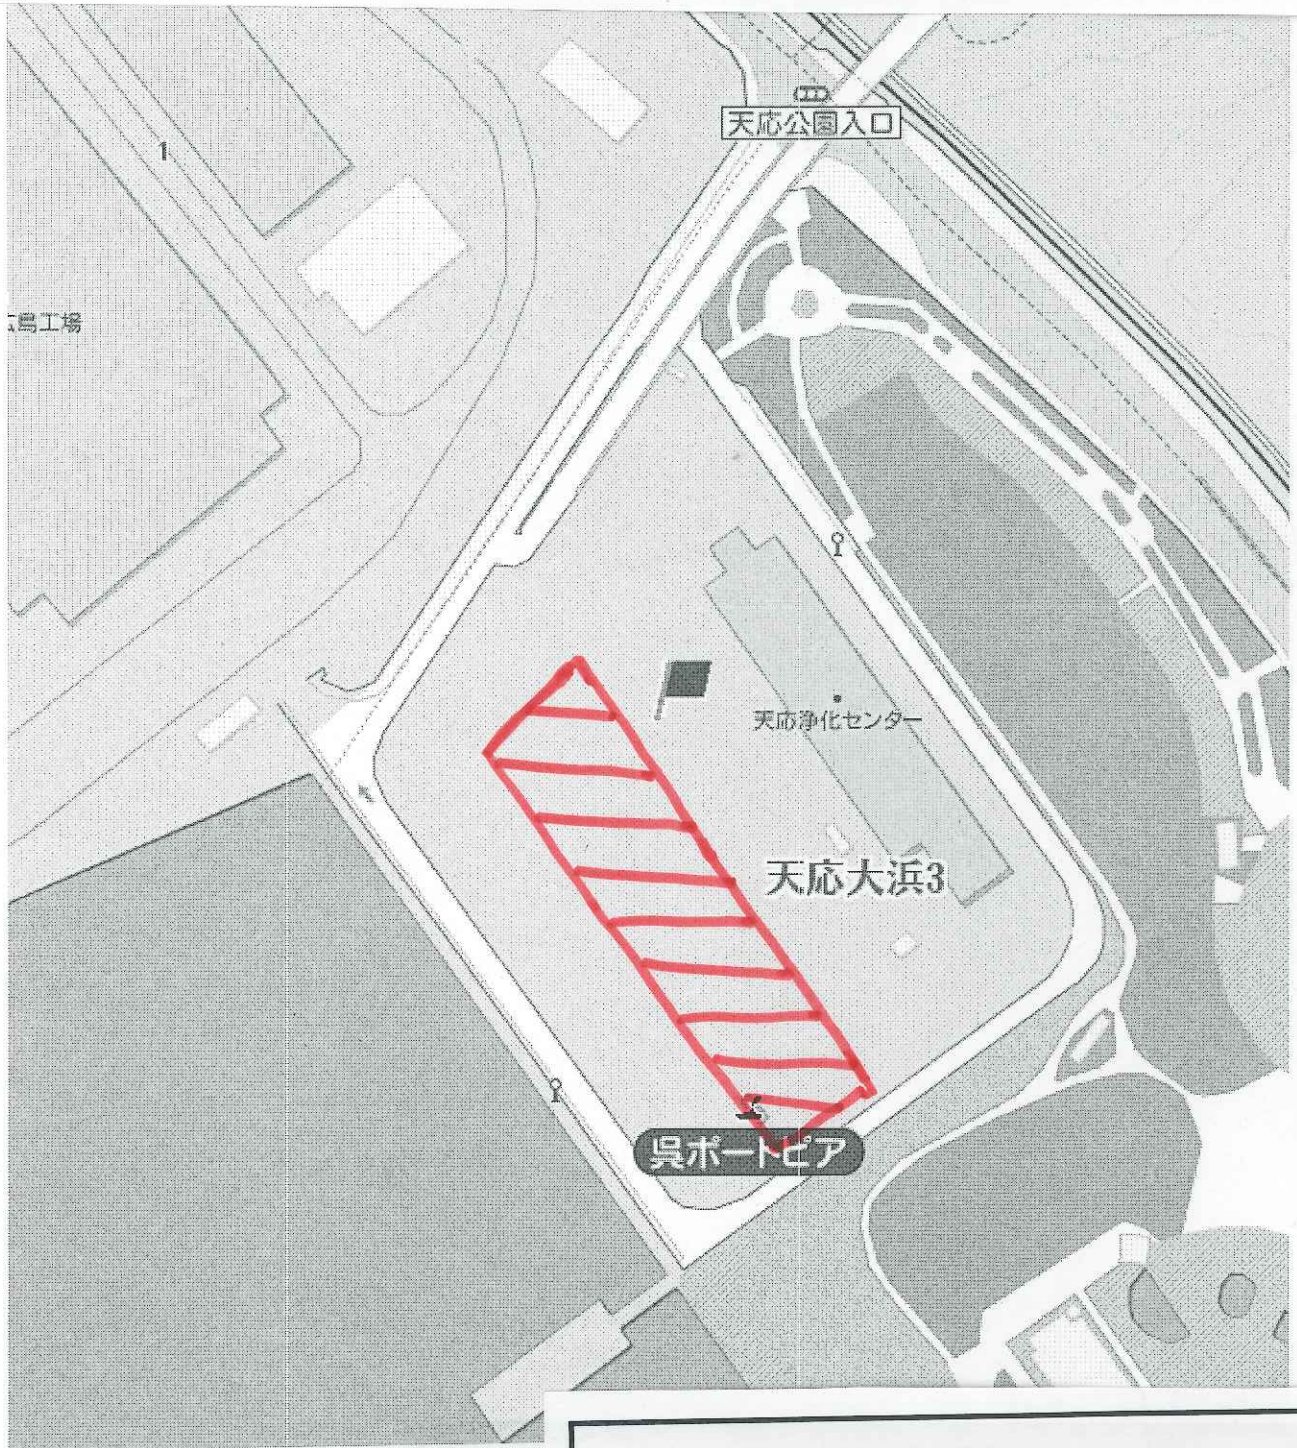 天応公園入口
1
広島工場
天応浄化センター
天応大浜3
呉ポートピア